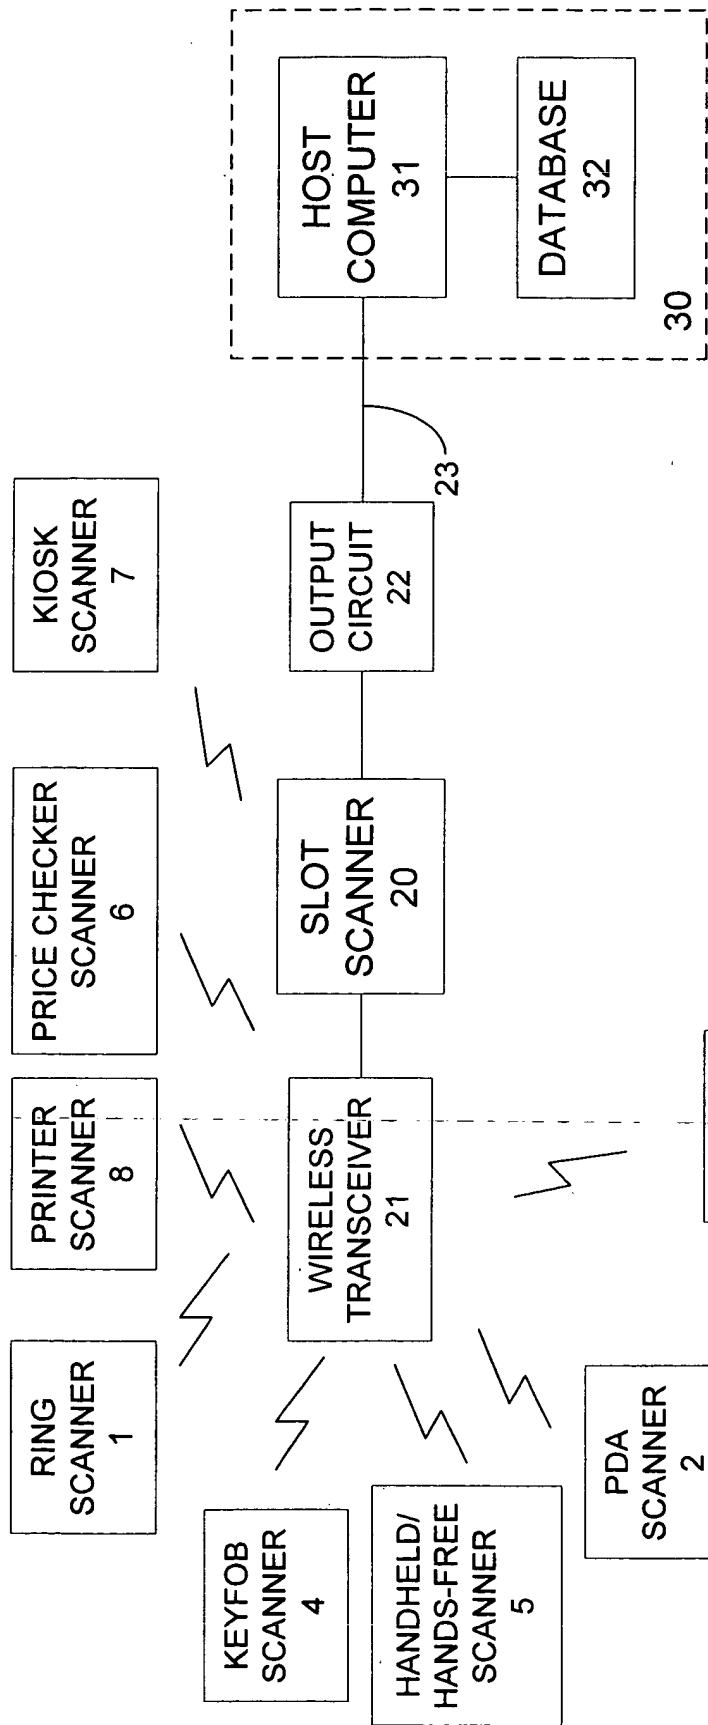 RING
SCANNER
1
PRINTER
SCANNER
8
PRICE CHECKER
SCANNER
6
KIOSK
SCANNER
7
KEYFOB
SCANNER
4
HANDHELD/
HANDS-FREE
SCANNER
5
PDA
SCANNER
2
WIRELESS
TRANSCEIVER
21
SLOT
SCANNER
20
OUTPUT
CIRCUIT
22
23
HOST
COMPUTER
31
DATABASE
32
30